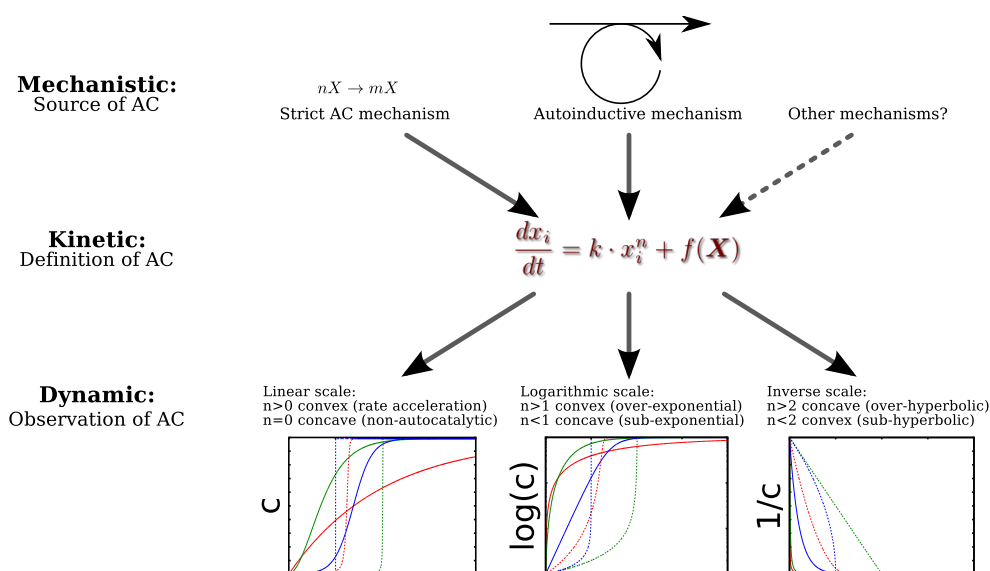 Mechanistic:
Source of AC
nX → mX
Strict AC mechanism
Autoinductive mechanism
Other mechanisms?
Kinetic:
Definition of AC
dx_i/dt = k · x_i^n + f(X)
Dynamic:
Observation of AC
Linear scale:
n>0 convex (rate acceleration)
n=0 concave (non-autocatalytic)
Logarithmic scale:
n>1 convex (over-exponential)
n<1 concave (sub-exponential)
Inverse scale:
n>2 concave (over-hyperbolic)
n<2 convex (sub-hyperbolic)
c
log(c)
1/c